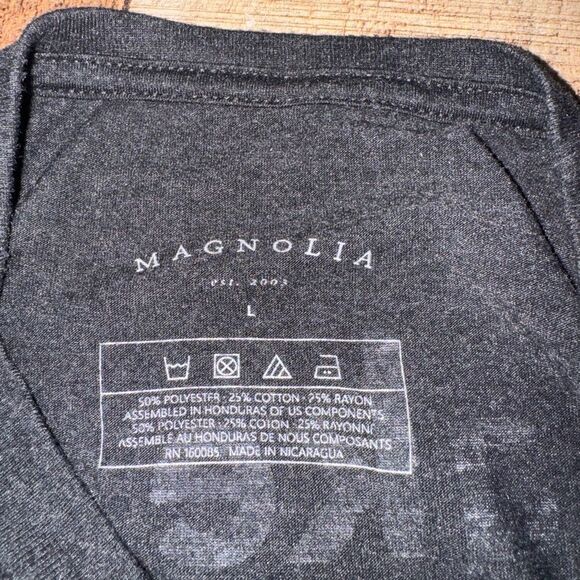 MAGNOLIA
est. 2003
L
50% POLYESTER · 25% COTTON · 25% RAYON
ASSEMBLED IN HONDURAS OF US COMPONENTS
50% POLYESTER · 25% COTON · 25% RAYONNE
ASSEMBLE AU HONDURAS DE NOUS COMPOSANTS
RN 160085, MADE IN NICARAGUA